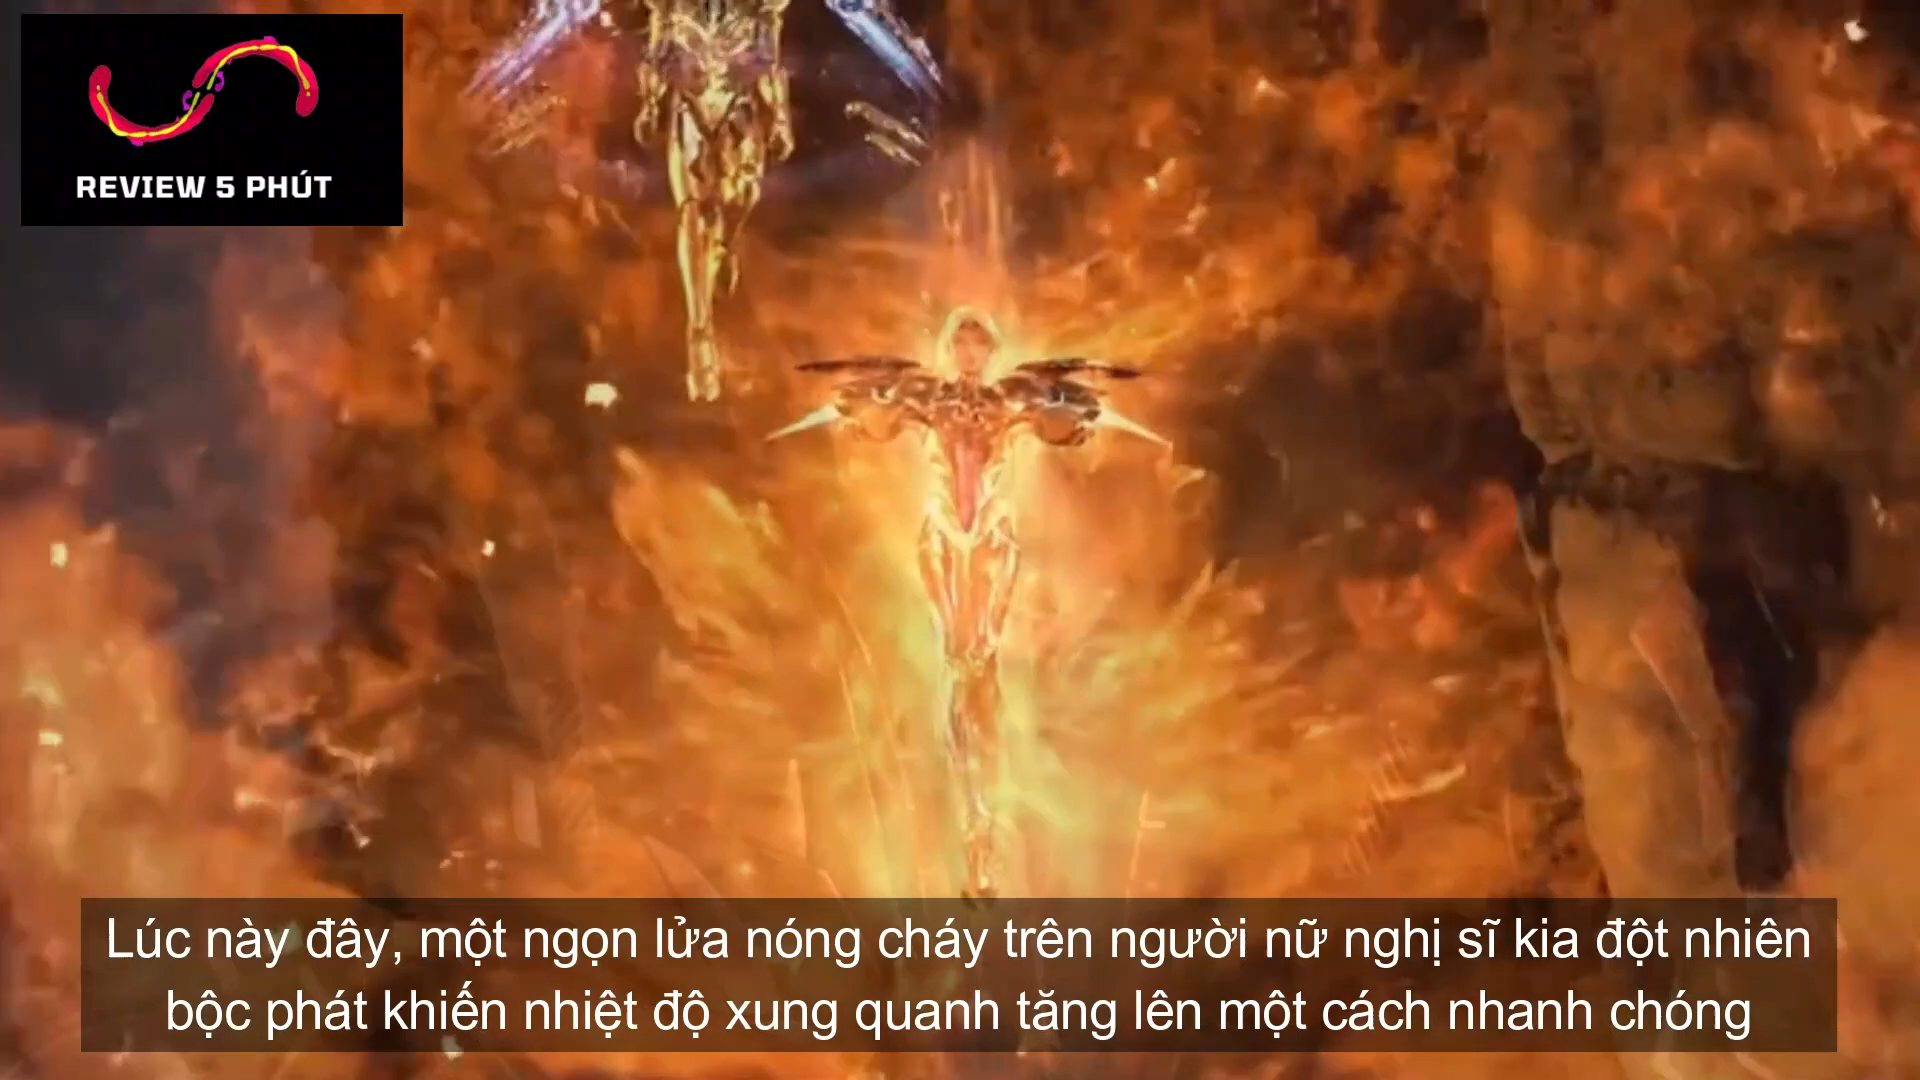 REVIEW 5 PHÚT
Lúc này đây, một ngọn lửa nóng cháy trên người nữ nghị sĩ kia đột nhiên
bộc phát khiến nhiệt độ xung quanh tăng lên một cách nhanh chóng